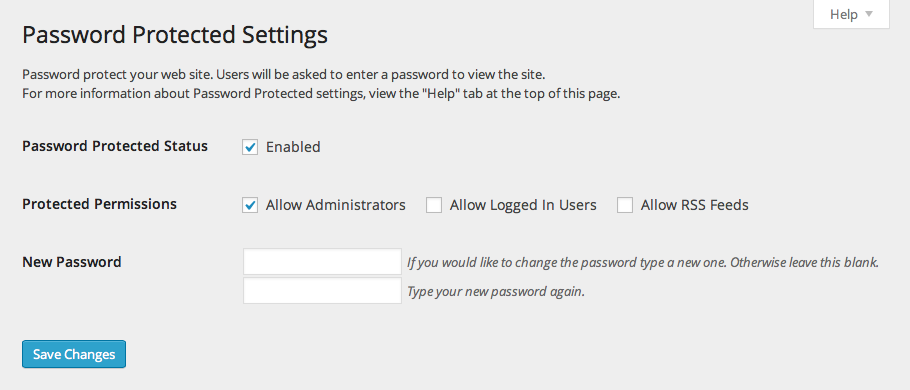 Help
Password Protected Settings
Password protect your web site. Users will be asked to enter a password to view the site.
For more information about Password Protected settings, view the "Help" tab at the top of this page.
Password Protected Status Enabled
Protected Permissions Allow Administrators Allow Logged In Users Allow RSS Feeds
New Password If you would like to change the password type a new one. Otherwise leave this blank.
Type your new password again.
Save Changes